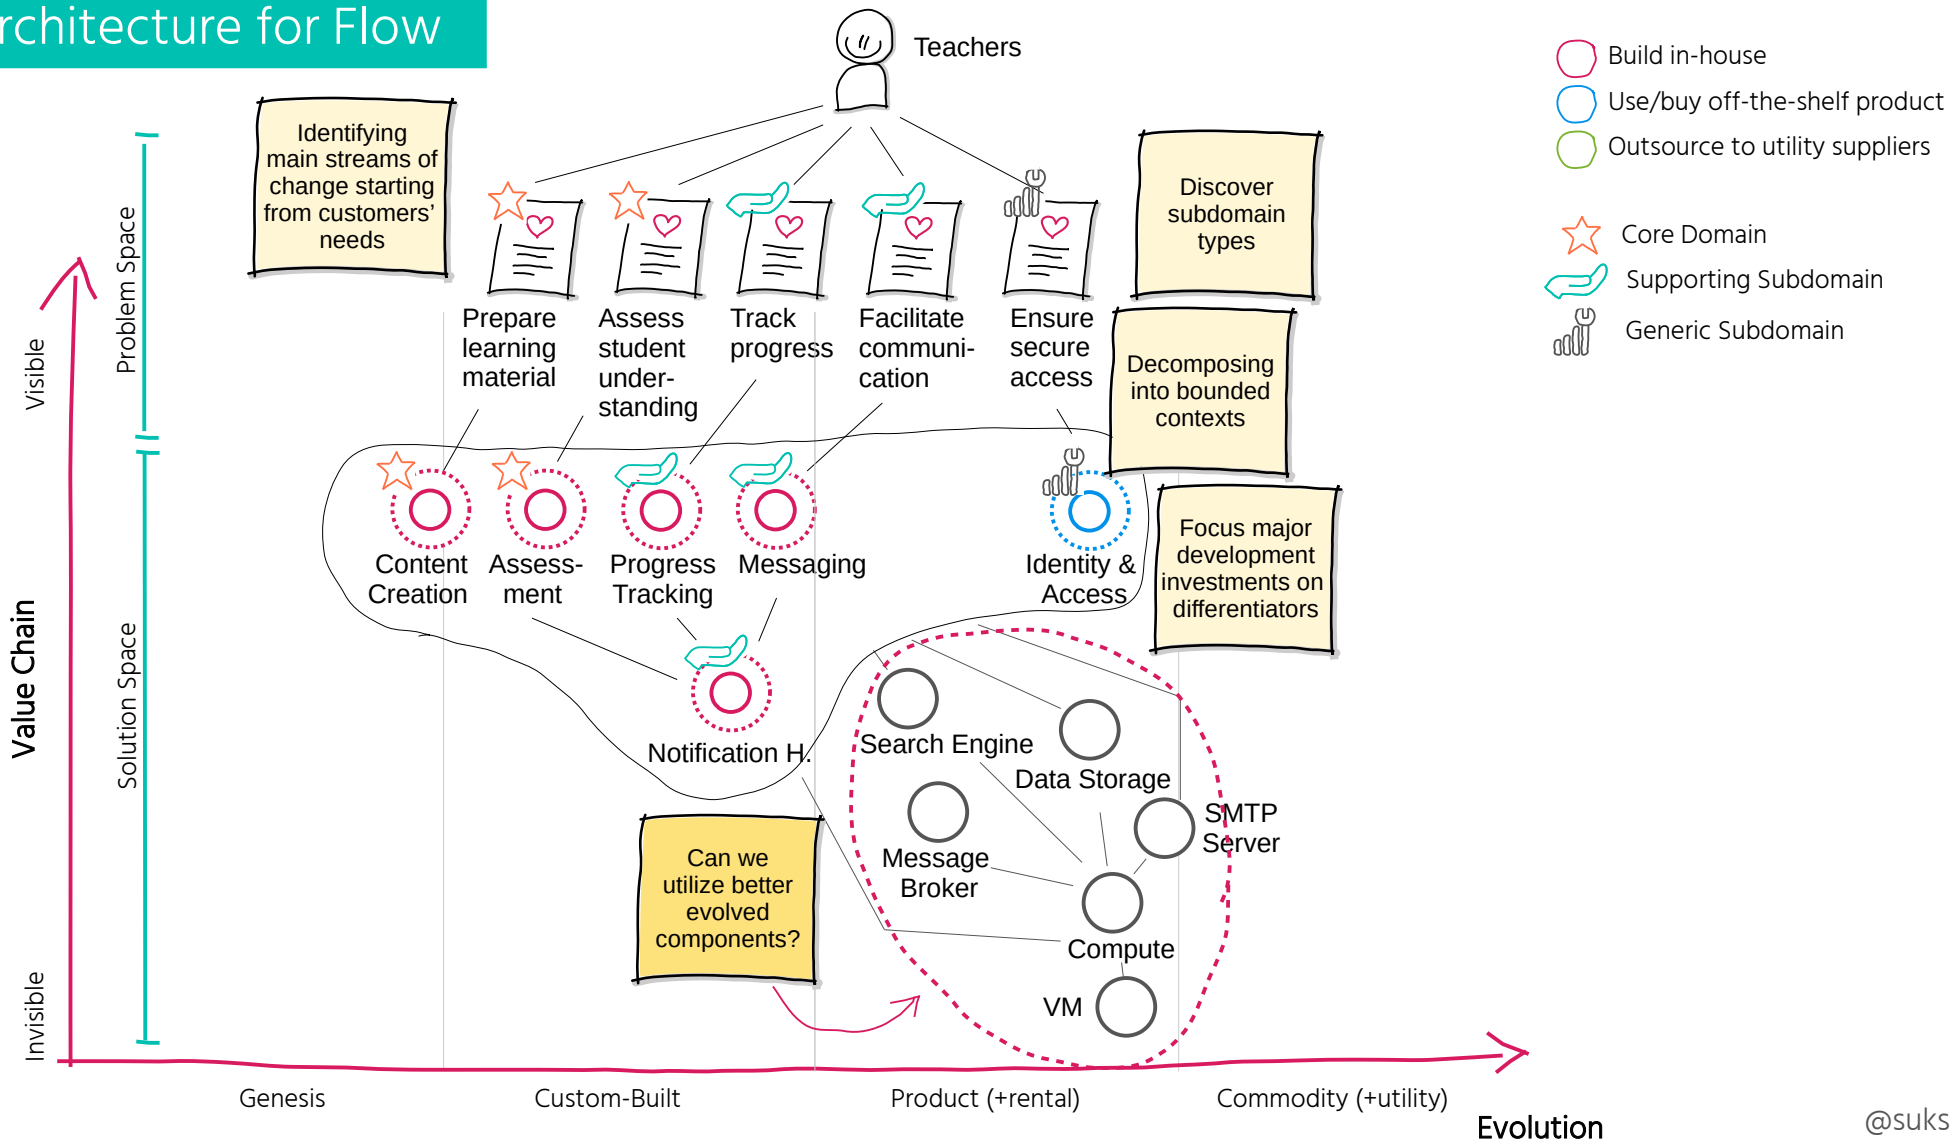 rchitecture for Flow
Teachers
Build in-house
Use/buy off-the-shelf product
Outsource to utility suppliers
Core Domain
Supporting Subdomain
Generic Subdomain
Identifying
main streams of
change starting
from customers’
needs
Discover
subdomain
types
Problem Space
Visible
Prepare
learning
material
Assess
student
under-
standing
Track
progress
Facilitate
communi-
cation
Ensure
secure
access
Decomposing
into bounded
contexts
Focus major
development
investments on
differentiators
Value Chain
Solution Space
Invisible
Content
Creation
Assess-
ment
Progress
Tracking
Messaging
Identity &
Access
Notification H.
Search Engine
Data Storage
SMTP
Server
Message
Broker
Compute
VM
Can we
utilize better
evolved
components?
Genesis
Custom-Built
Product (+rental)
Commodity (+utility)
Evolution
@suks